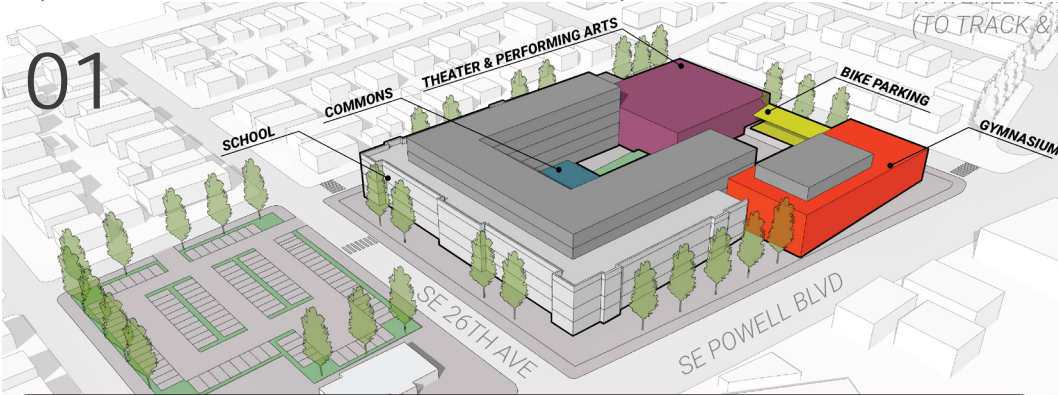 01
(TO TRACK &
THEATER & PERFORMING ARTS
COMMONS
BIKE PARKING
SCHOOL
GYMNASIUM
SE 26TH AVE
SE POWELL BLVD